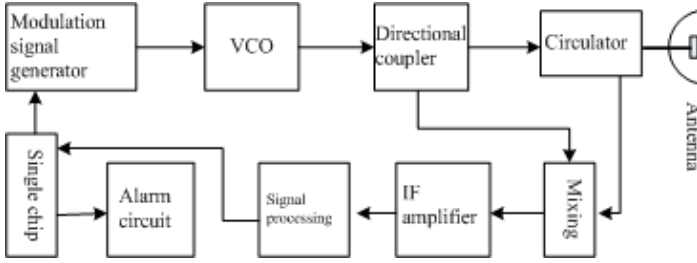 Modulation
signal
generator
VCO
Directional
coupler
Circulator
Antenna
Single chip
Alarm
circuit
Signal
processing
IF
amplifier
Mixing